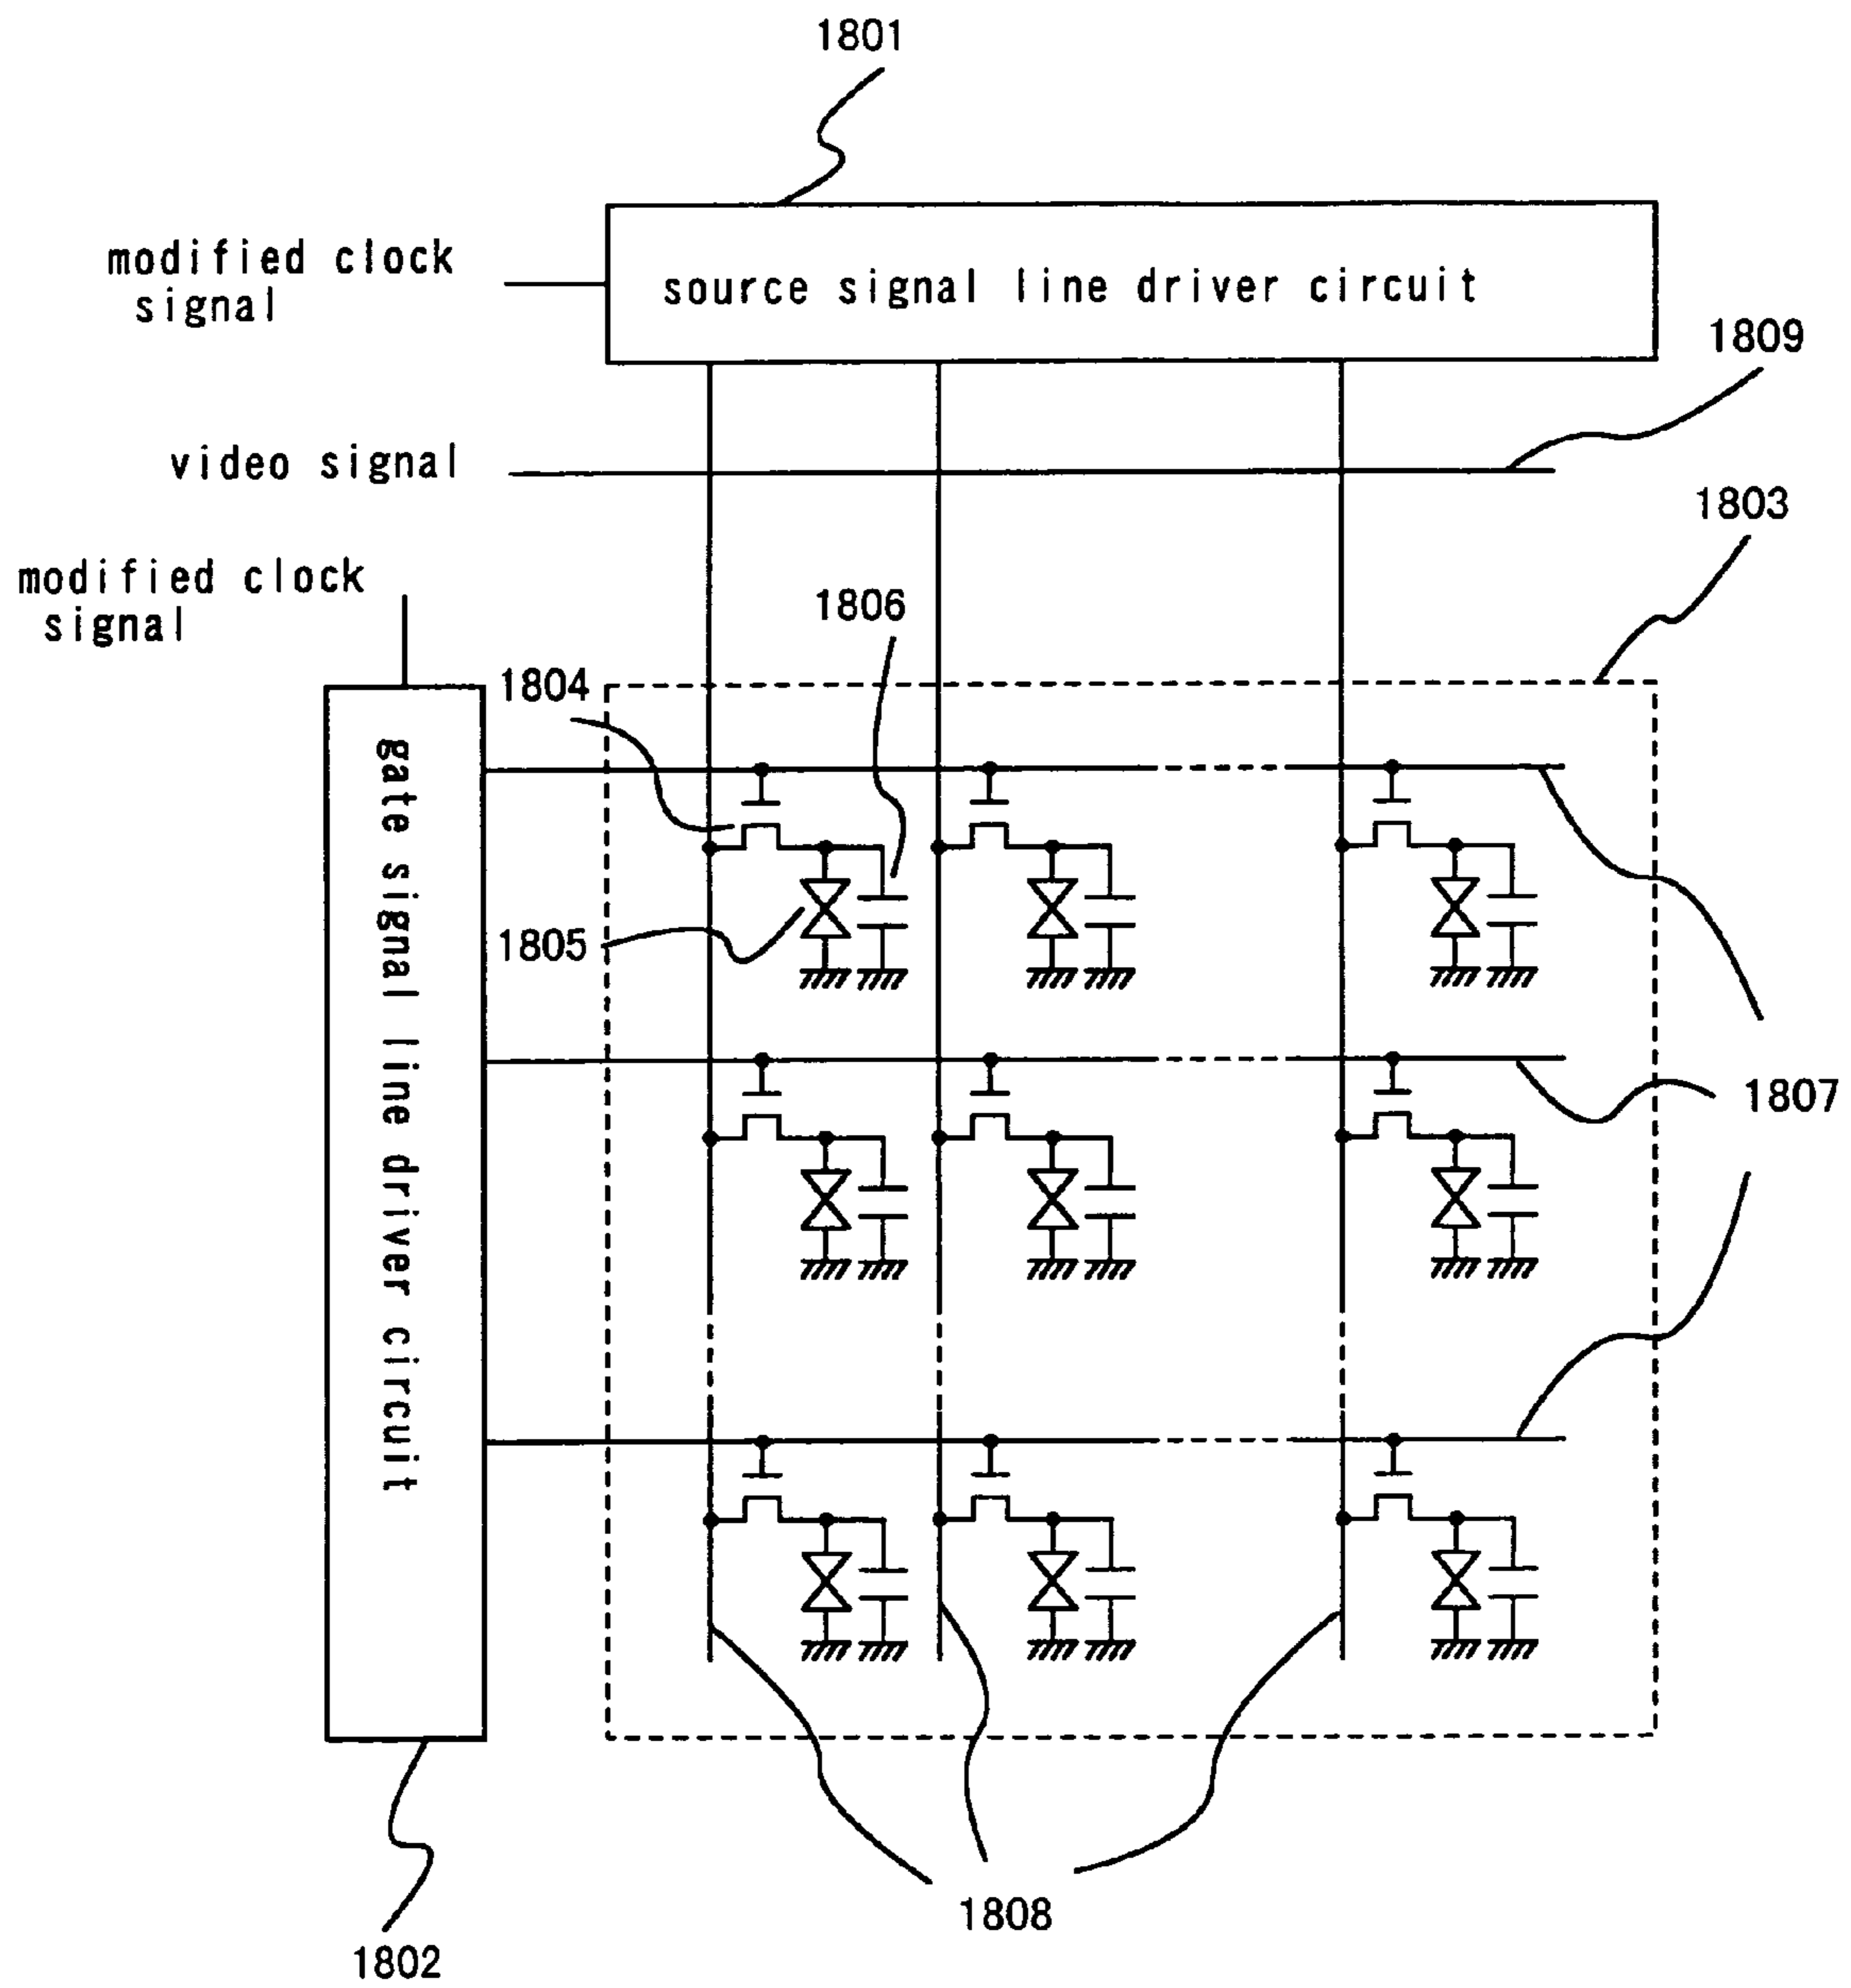 1801
modified clock
signal
source signal line driver circuit
1809
video signal
1803
modified clock
signal
1806
1804
gate signal line driver circuit
1805
1807
1808
1802